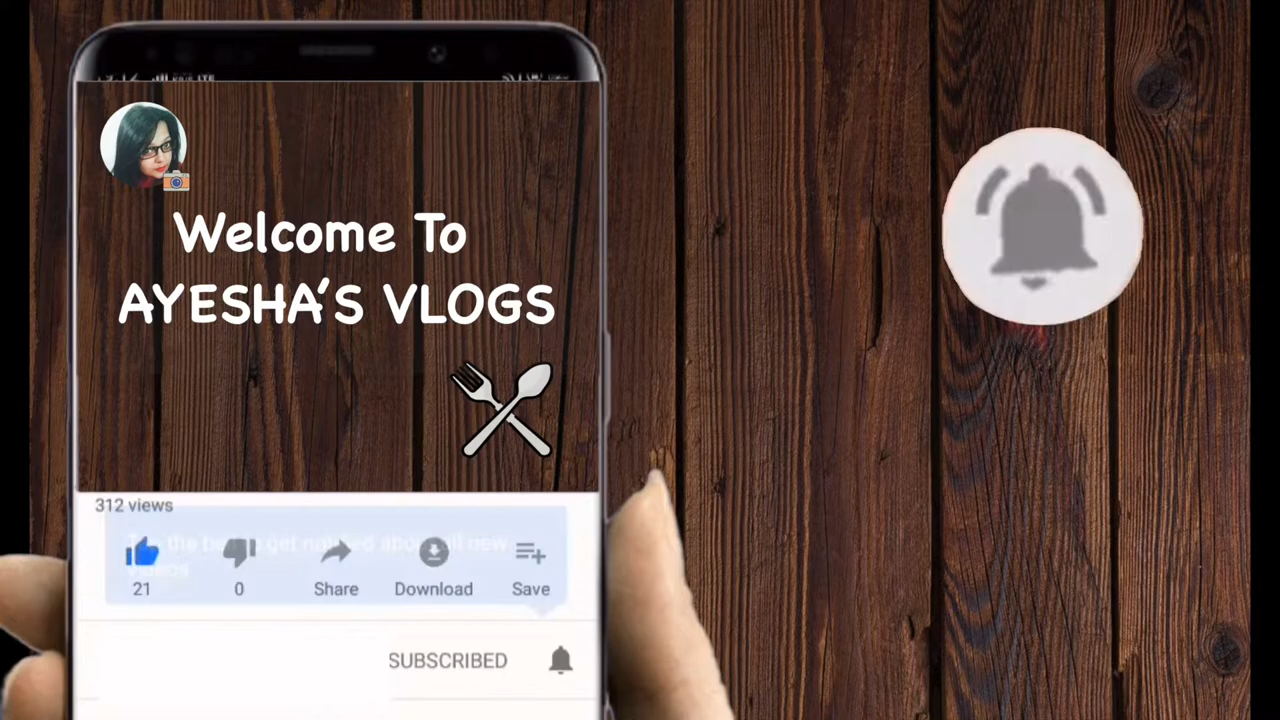 Welcome To
AYESHA'S VLOGS
312 views
21
0
Share
Download
Save
SUBSCRIBED